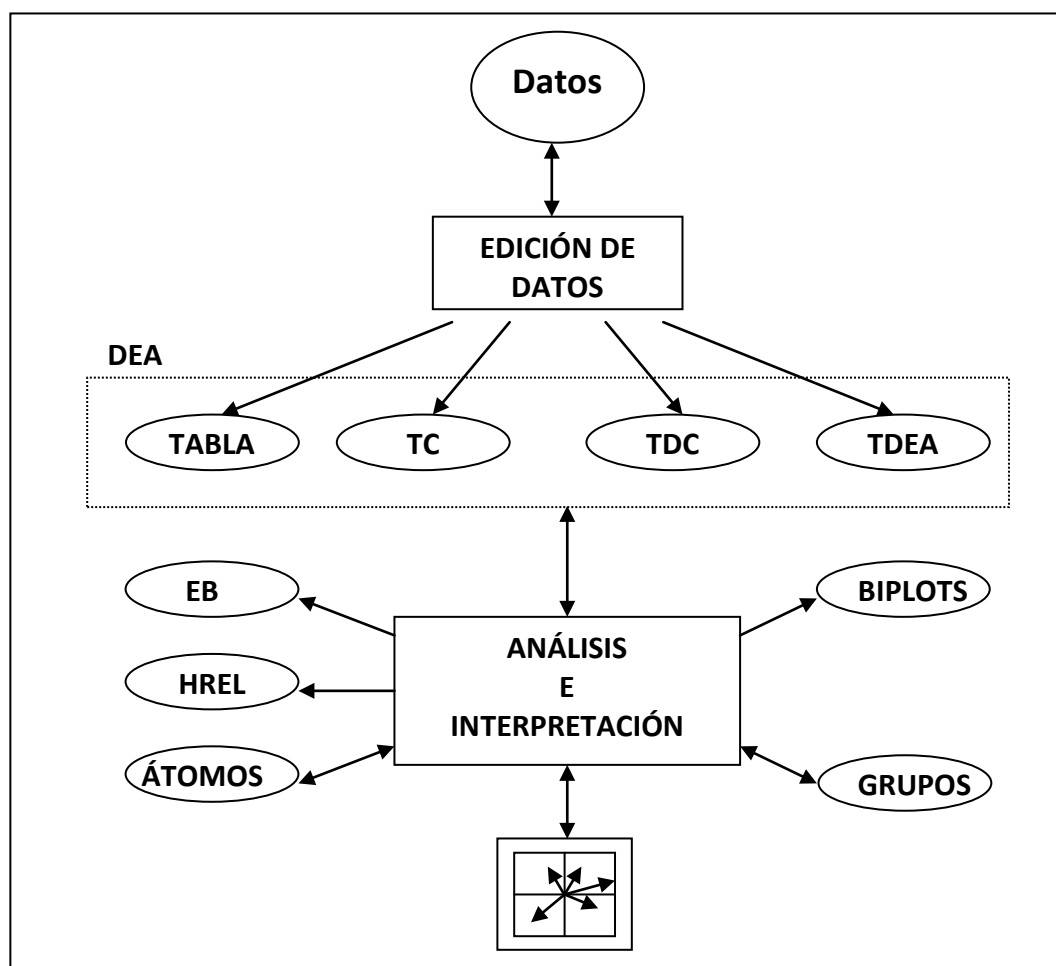 Datos
EDICIÓN DE
DATOS
DEA
TABLA
TC
TDC
TDEA
EB
BIPLOTS
ANÁLISIS
E
INTERPRETACIÓN
HREL
ÁTOMOS
GRUPOS